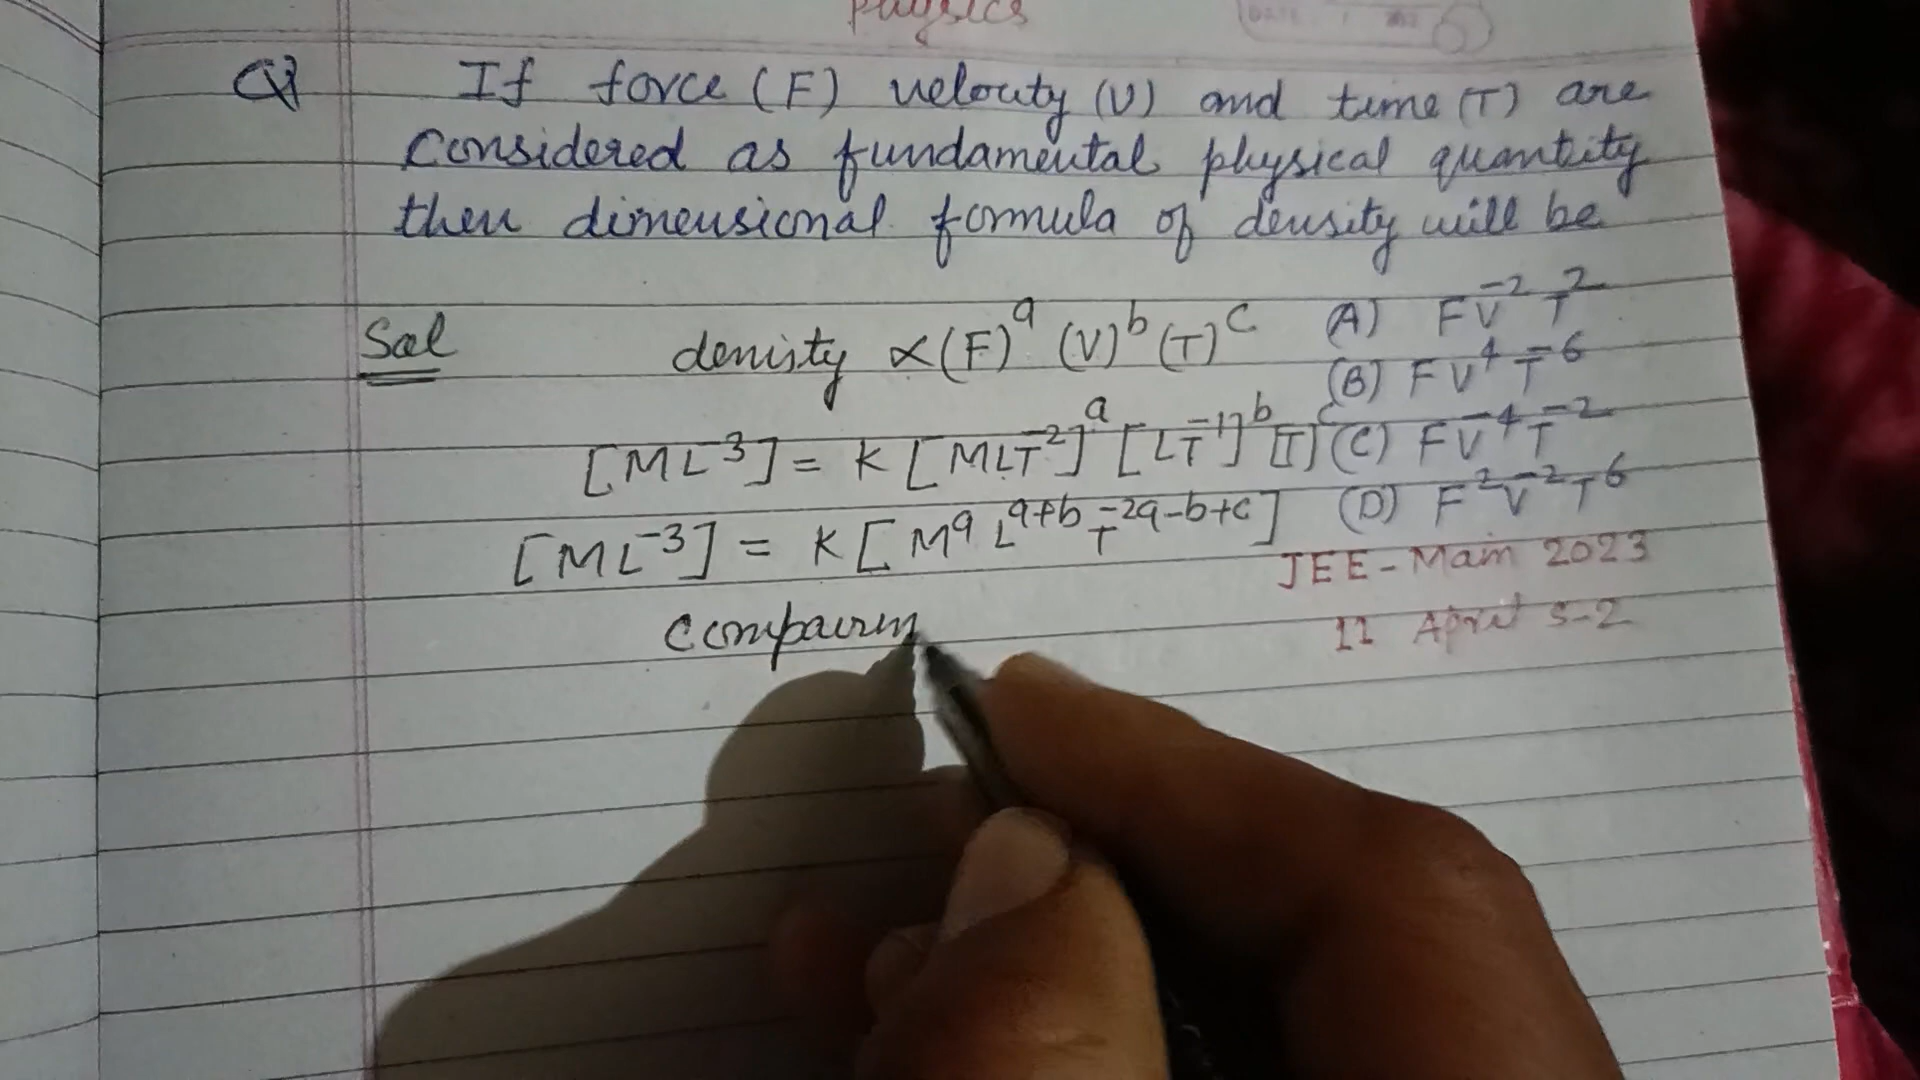 Physics
Q If force (F) velocity (V) and time (T) are
considered as fundamental physical quantity
then dimensional formula of density will be
Sol denisty ∝ (F)^a (V)^b (T)^c (A) FV^-2 T^2
(B) FV^4 T^-6
[ML^-3] = K [MLT^-2]^a [LT^-1]^b [T]^c (C) FV^-4 T^-2
[ML^-3] = K [M^a L^a+b T^-2a-b+c] (D) F^2 V^-2 T^6
JEE - Main 2023
Compairin 11 April S-2